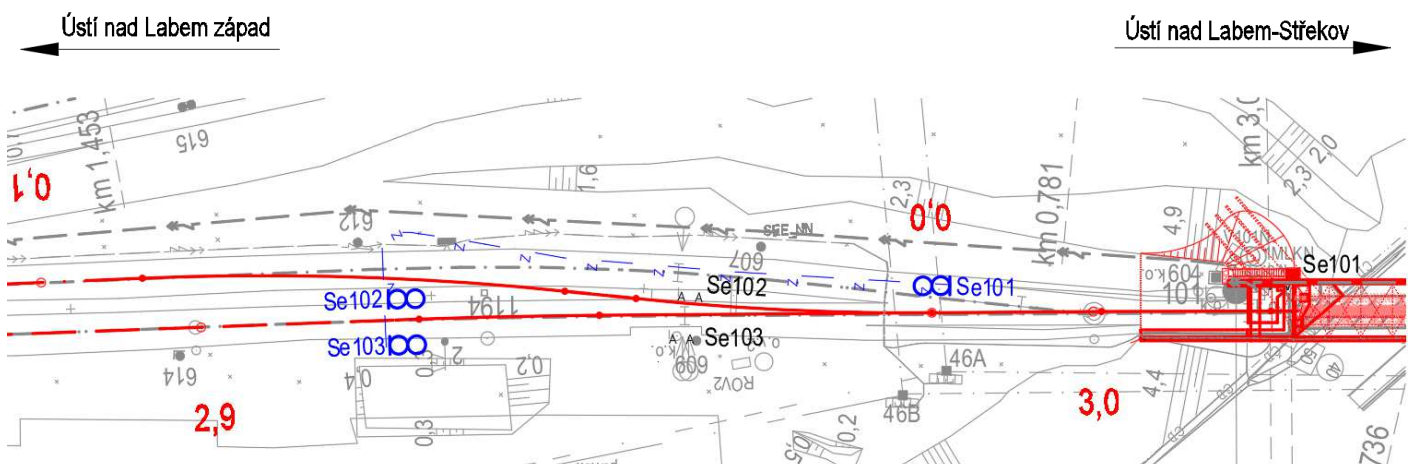 Ústí nad Labem západ
Ústí nad Labem-Střekov
km 1,453
615
0,1
612
1,6
SEE_NN
607
2,3
0,0
km 0,781
4,9
km 3,0
2,3
2,0
604
k.o.
Se101
101
Se102
1194
Se102
Se101
Se103
Se103
k.o.
609
ROV2
614
0,4
0,3
2
0,2
0,3
46A
46B
0,2
0,5
2,9
3,0
4,4
40
736